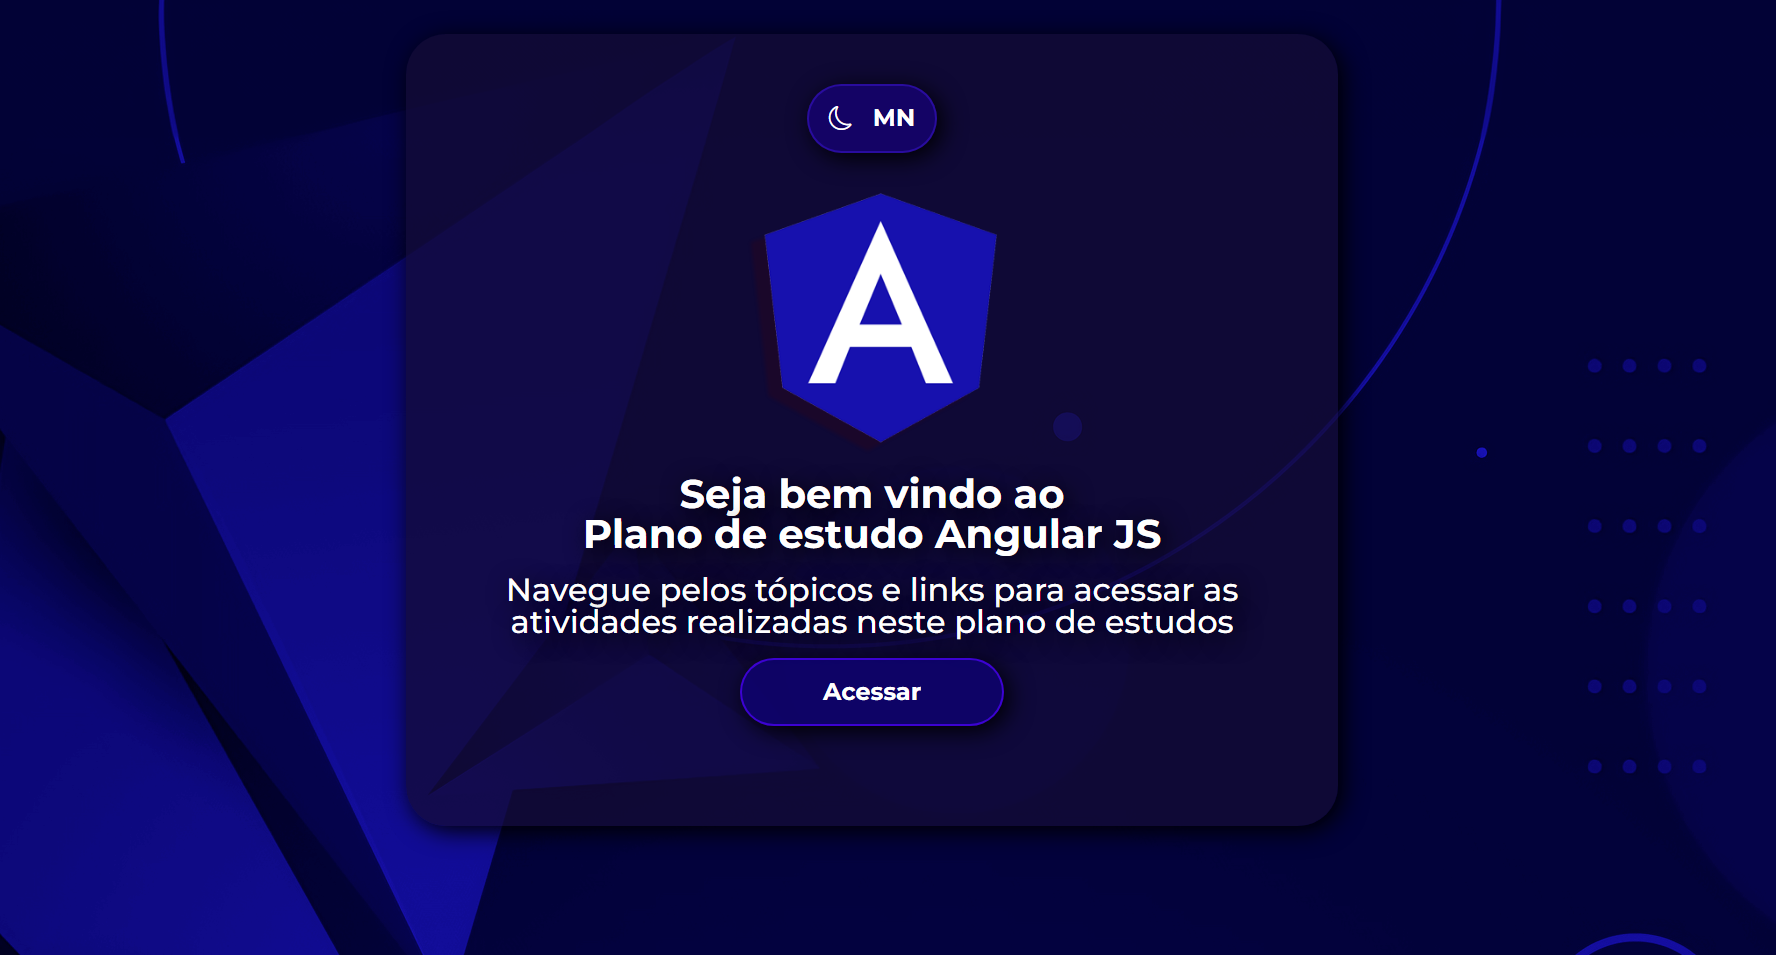 MN
A
Seja bem vindo ao
Plano de estudo Angular JS
Navegue pelos tópicos e links para acessar as
atividades realizadas neste plano de estudos
Acessar